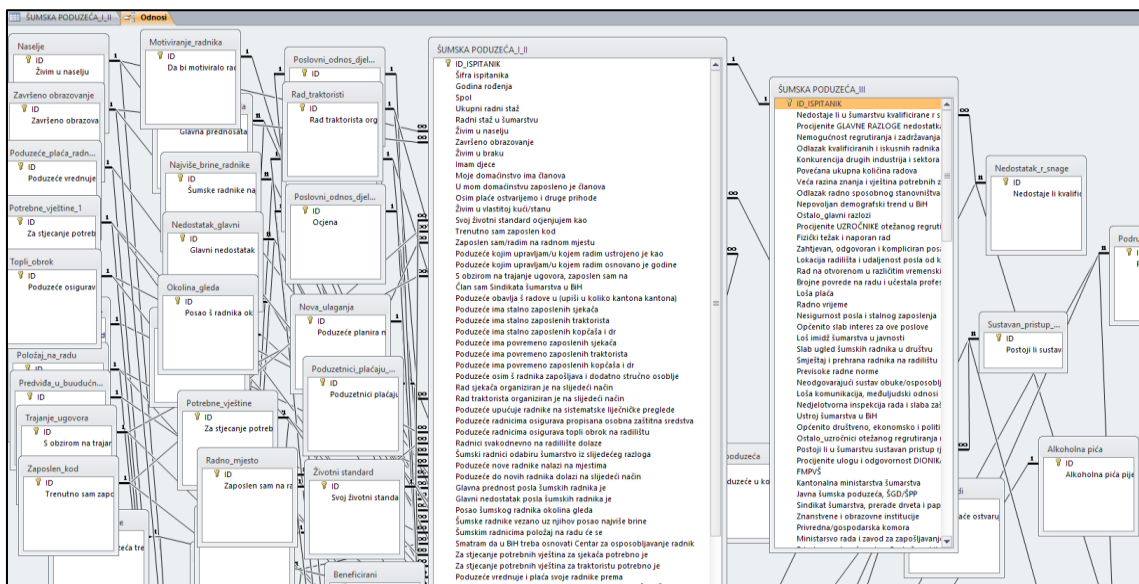 ŠUMSKA PODUZEĆA_I_II
Odnosi
Naselje
ID
Živim u naselju
Završeno obrazovanje
ID
Završeno obrazova
Poduzeće_plaća_radn...
ID
Poduzeće vrednuje
Potrebne_vještine_1
ID
Za stjecanje potreb
Topli_obrok
ID
Poduzeće osigurav
Položaj_na_radu
ID
Predviđa_u_buudućn...
ID
Trajanje_ugovora
ID
S obzirom na trajar
Zaposlen_kod
ID
Trenutno sam zapo
Motiviranje_radnika
ID
Da bi motiviralo rac
Glavna prednosata
Najviše_brine_radnike
ID
Šumske radnike na
Nedostatak_glavni
ID
Glavni nedostatak
Okolina_gleda
ID
Posao š radnika ok
Potrebne_vještine
ID
Za stjecanje potreb
Radno_mjesto
ID
Zaposlen sam na ra
Poslovni_odnos_djel...
ID
Rad_traktoristi
ID
Rad traktorista org
Poslovni_odnos_djel...
ID
Ocjena
Nova_ulaganja
ID
Poduzeće planira n
Poduzetnici_plaćaju_...
ID
Poduzetnici plaćaju
Životni standard
ID
Svoj životni standa
Beneficirani
ŠUMSKA PODUZEĆA_I_II
ID_ISPITANIK
Šifra ispitanika
Godina rođenja
Spol
Ukupni radni staž
Radni staž u šumarstvu
Živim u naselju
Završeno obrazovanje
Živim u braku
Imam djece
Moje domaćinstvo ima članova
U mom domaćinstvu zaposleno je članova
Osim plaće ostvarujemo i druge prihode
Živim u vlastitoj kući/stanu
Svoj životni standard ocjenjujem kao
Trenutno sam zaposlen kod
Zaposlen sam/radim na radnom mjestu
Poduzeće kojim upravljam/u kojem radim ustrojeno je kao
Poduzeće kojim upravljam/u kojem radim osnovano je godine
S obzirom na trajanje ugovora, zaposlen sam na
Član sam Sindikata šumarstva u BiH
Poduzeće obavlja š radove u (upiši u koliko kantona kantona)
Poduzeće ima stalno zaposlenih sjekača
Poduzeće ima stalno zaposlenih traktorista
Poduzeće ima stalno zaposlenih kopčaša i dr
Poduzeće ima povremeno zaposlenih sjekača
Poduzeće ima povremeno zaposlenih traktorista
Poduzeće ima povremeno zaposlenih kopčaša i dr
Poduzeće osim š radnika zapošljava i dodatno stručno osoblje
Rad sjekača organiziran je na slijedeći način
Rad traktorista organiziran je na slijedeći način
Poduzeće upućuje radnike na sistematske liječničke preglede
Poduzeće radnicima osigurava propisana osobna zaštitna sredstva
Poduzeće radnicima osigurava topli obrok na radilištu
Radnici svakodnevno na radilište dolaze
Šumski radnici odabiru šumarstvo iz slijedećeg razloga
Poduzeće nove radnike nalazi na mjestima
Poduzeće do novih radnika dolazi na slijedeći način
Glavna prednost posla šumskih radnika je
Glavni nedostatak posla šumskih radnika je
Posao šumskog radnika okolina gleda
Šumske radnike vezano uz njihov posao najviše brine
Šumskim radnicima položaj na radu će se
Smatram da u BiH treba osnovati Centar za osposobljavanje radnik
Za stjecanje potrebnih vještina za sjekača potrebno je
Za stjecanje potrebnih vještina za traktoristu potrebno je
Poduzeće vrednuje i plaća svoje radnike prema
ŠUMSKA PODUZEĆA_III
ID_ISPITANIK
Nedostaje li u šumarstvu kvalificirane r s
Procijenite GLAVNE RAZLOGE nedostatka
Nemogućnost regrutiranja i zadržavanja
Odlazak kvalificiranih i iskusnih radnika
Konkurencija drugih industrija i sektora
Povećana ukupna količina radova
Veća razina znanja i vještina potrebnih z
Odlazak radno sposobnog stanovništva
Nepovoljan demografski trend u BiH
Ostalo_glavni razlozi
Procijenite UZROČNIKE otežanog regruti
Fizički težak i naporan rad
Zahtjevan, odgovoran i kompliciran posa
Lokacija radilišta i udaljenost posla od k
Rad na otvorenom u različitim vremenski
Brojne povrede na radu i učestala profes
Loša plaća
Radno vrijeme
Nesigurnost posla i stalnog zaposlenja
Općenito slab interes za ove poslove
Loš imidž šumarstva u javnosti
Slab ugled šumskih radnika u društvu
Smještaj i prehrana radnika na radilištu
Previsoke radne norme
Neodgovarajući sustav obuke/osposoblj
Loša komunikacija, međuljudski odnosi
Nedjelotvorna inspekcija rada i slaba zaš
Ustroj šumarstva u BiH
Općenito društveno, ekonomsko i politi
Ostalo_uzročnici otežanog regrutiranja r
Postoji li u šumarstvu sustavan pristup rj
Procijenite ulogu i odgovornost DIONIKA
FMPVŠ
Kantonalna ministarstva šumarstva
Javna šumska poduzeća, ŠGD/ŠPP
Sindikat šumarstva, prerade drveta i pap
Znanstvene i obrazovne institucije
Privredna/gospodarska komora
Ministarsvo rada i zavod za zapošljavanj
Nedostatak_r_snage
ID
Nedostaje li kvalific
Sustavan_pristup_...
ID
Postoji li sustav
Alkoholna pića
ID
Alkoholna pića pije
Podru
poduzeća
duzeće u ko
aće ostvaruj